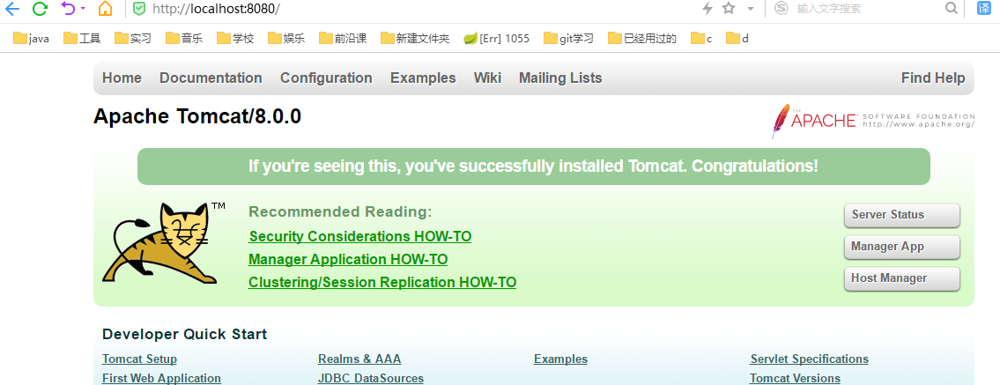 http://localhost:8080/ 输入文字搜索 译
java 工具 实习 音乐 学校 娱乐 前沿课 新建文件夹 [Err] 1055 git学习 已经用过的 c d
Home Documentation Configuration Examples Wiki Mailing Lists Find Help
Apache Tomcat/8.0.0
THE APACHE SOFTWARE FOUNDATION
http://www.apache.org/
If you're seeing this, you've successfully installed Tomcat. Congratulations!
TM
Recommended Reading:
Security Considerations HOW-TO
Manager Application HOW-TO
Clustering/Session Replication HOW-TO
Server Status
Manager App
Host Manager
Developer Quick Start
Tomcat Setup Realms & AAA Examples Servlet Specifications
First Web Application JDBC DataSources Tomcat Versions